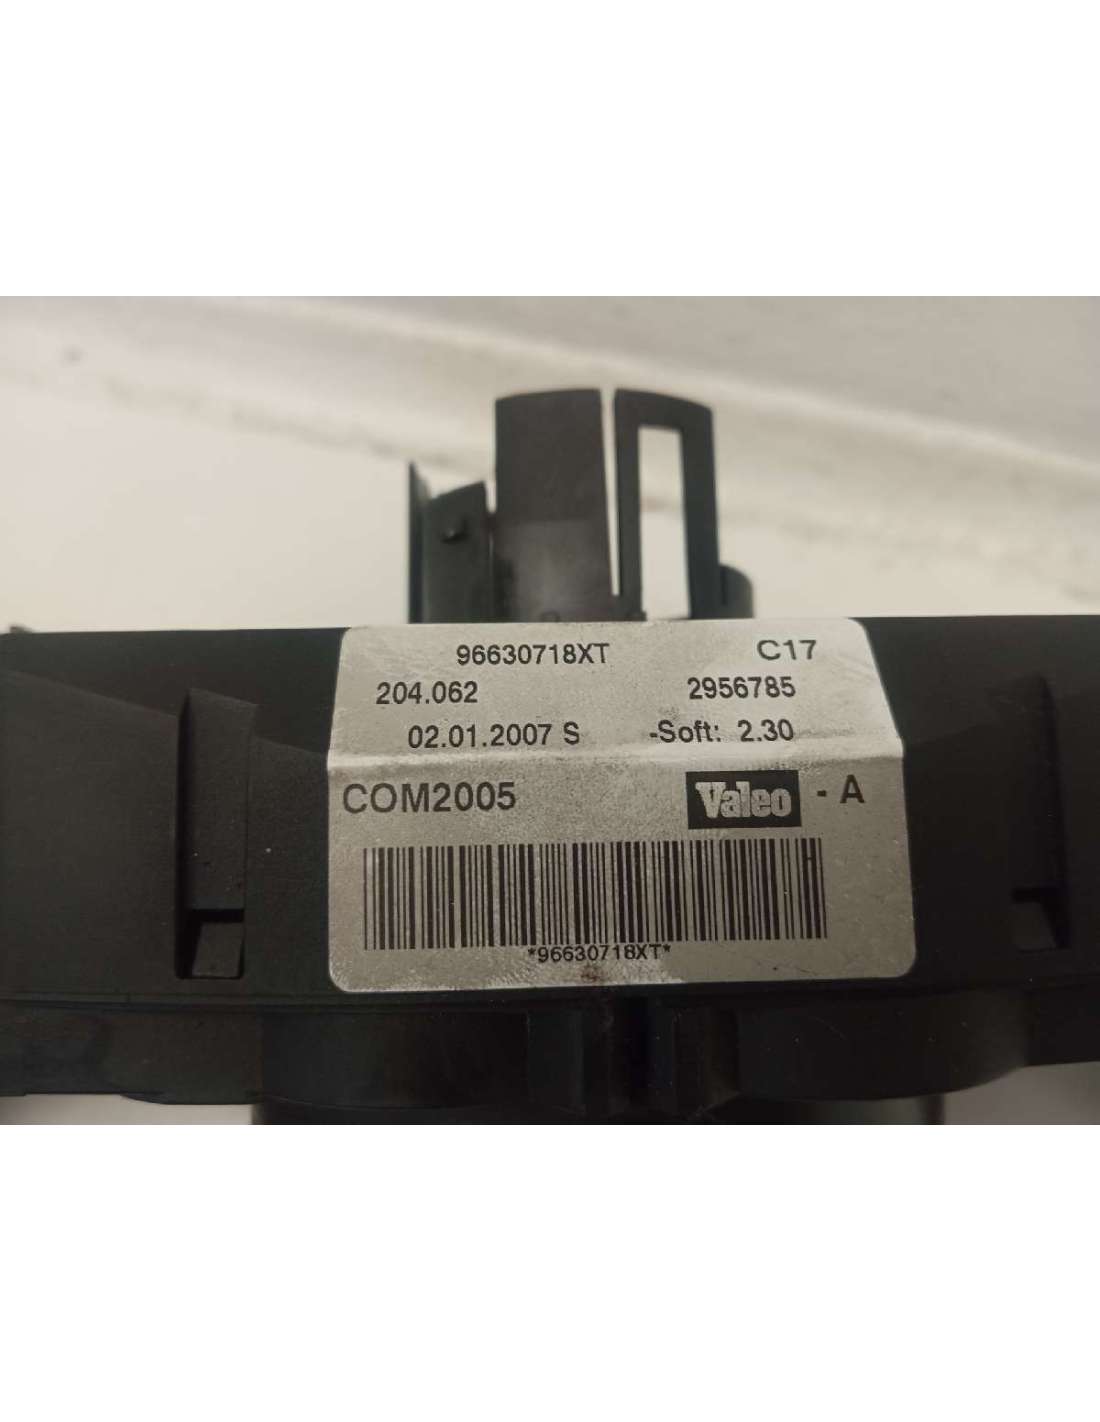 96630718XT C17
204.062 2956785
02.01.2007 S -Soft: 2.30
COM2005 Valeo - A
H
*96630718XT*